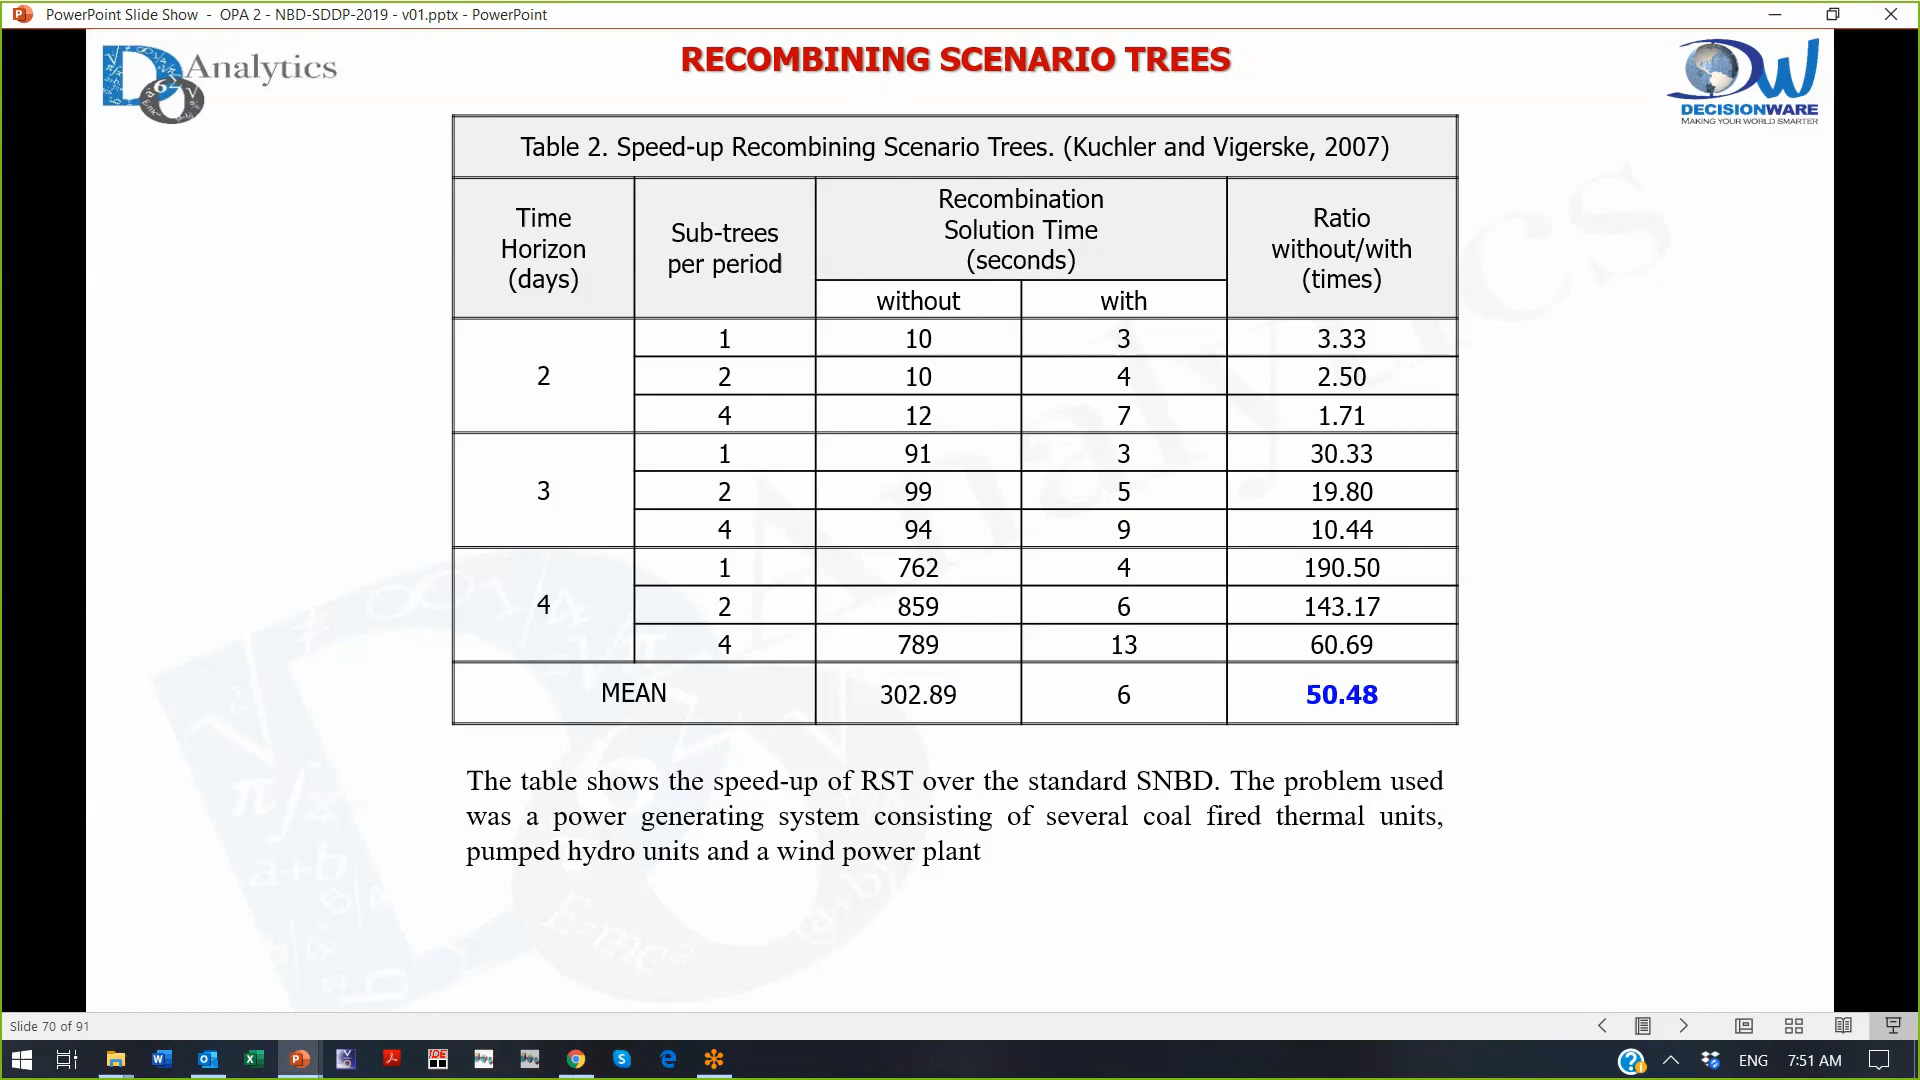 PowerPoint Slide Show - OPA 2 - NBD-SDDP-2019 - v01.pptx - PowerPoint
Analytics
RECOMBINING SCENARIO TREES
DECISIONWARE
MAKING YOUR WORLD SMARTER
Table 2. Speed-up Recombining Scenario Trees. (Kuchler and Vigerske, 2007)
Time Horizon (days) Sub-trees per period Recombination Solution Time (seconds) Ratio without/with (times)
without with
2 1 10 3 3.33
2 10 4 2.50
4 12 7 1.71
3 1 91 3 30.33
2 99 5 19.80
4 94 9 10.44
4 1 762 4 190.50
2 859 6 143.17
4 789 13 60.69
MEAN 302.89 6 50.48
The table shows the speed-up of RST over the standard SNBD. The problem used
was a power generating system consisting of several coal fired thermal units,
pumped hydro units and a wind power plant
Slide 70 of 91
ENG 7:51 AM